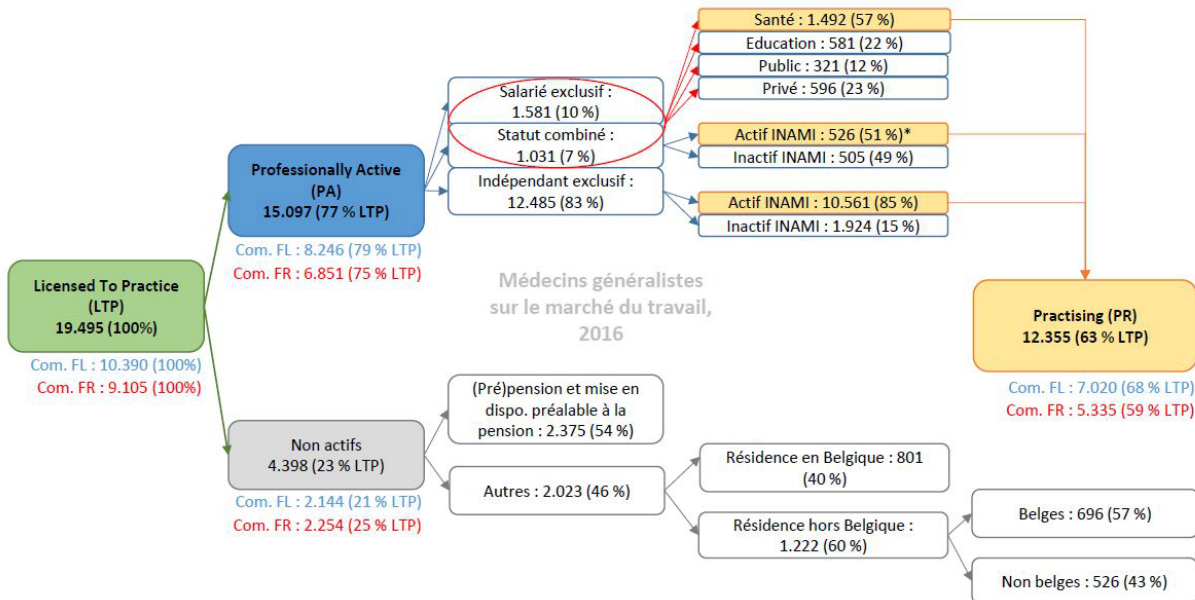 Santé : 1.492 (57 %)
Education : 581 (22 %)
Public : 321 (12 %)
Privé : 596 (23 %)
Salarié exclusif :
1.581 (10 %)
Statut combiné :
1.031 (7 %)
Indépendant exclusif :
12.485 (83 %)
Actif INAMI : 526 (51 %)*
Inactif INAMI : 505 (49 %)
Actif INAMI : 10.561 (85 %)
Inactif INAMI : 1.924 (15 %)
Professionally Active
(PA)
15.097 (77 % LTP)
Com. FL : 8.246 (79 % LTP)
Com. FR : 6.851 (75 % LTP)
Licensed To Practice
(LTP)
19.495 (100%)
Com. FL : 10.390 (100%)
Com. FR : 9.105 (100%)
Médecins généralistes
sur le marché du travail,
2016
Practising (PR)
12.355 (63 % LTP)
Com. FL : 7.020 (68 % LTP)
Com. FR : 5.335 (59 % LTP)
Non actifs
4.398 (23 % LTP)
Com. FL : 2.144 (21 % LTP)
Com. FR : 2.254 (25 % LTP)
(Pré)pension et mise en
dispo. préalable à la
pension : 2.375 (54 %)
Autres : 2.023 (46 %)
Résidence en Belgique : 801
(40 %)
Résidence hors Belgique :
1.222 (60 %)
Belges : 696 (57 %)
Non belges : 526 (43 %)